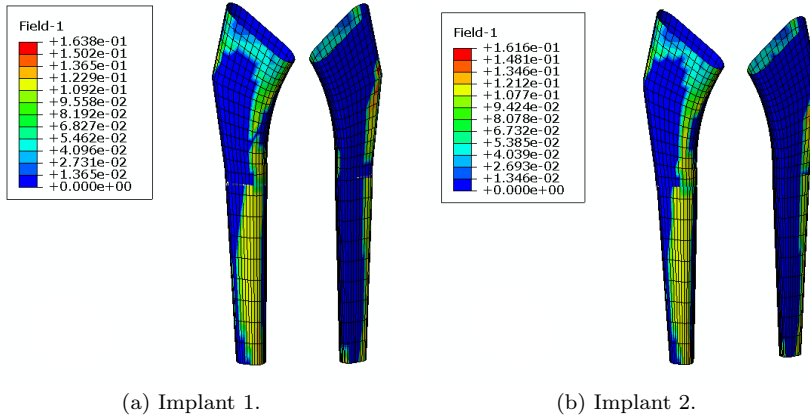 Field-1
+1.638e-01
+1.502e-01
+1.365e-01
+1.229e-01
+1.092e-01
+9.558e-02
+8.192e-02
+6.827e-02
+5.462e-02
+4.096e-02
+2.731e-02
+1.365e-02
+0.000e+00
Field-1
+1.616e-01
+1.481e-01
+1.346e-01
+1.212e-01
+1.077e-01
+9.424e-02
+8.078e-02
+6.732e-02
+5.385e-02
+4.039e-02
+2.693e-02
+1.346e-02
+0.000e+00
(a) Implant 1.
(b) Implant 2.